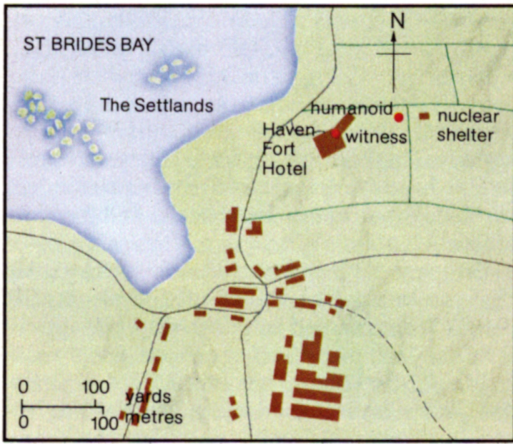 N
ST BRIDES BAY
The Settlands
humanoid
nuclear
shelter
Haven
Fort
Hotel
witness
0 100 yards
0 100 metres